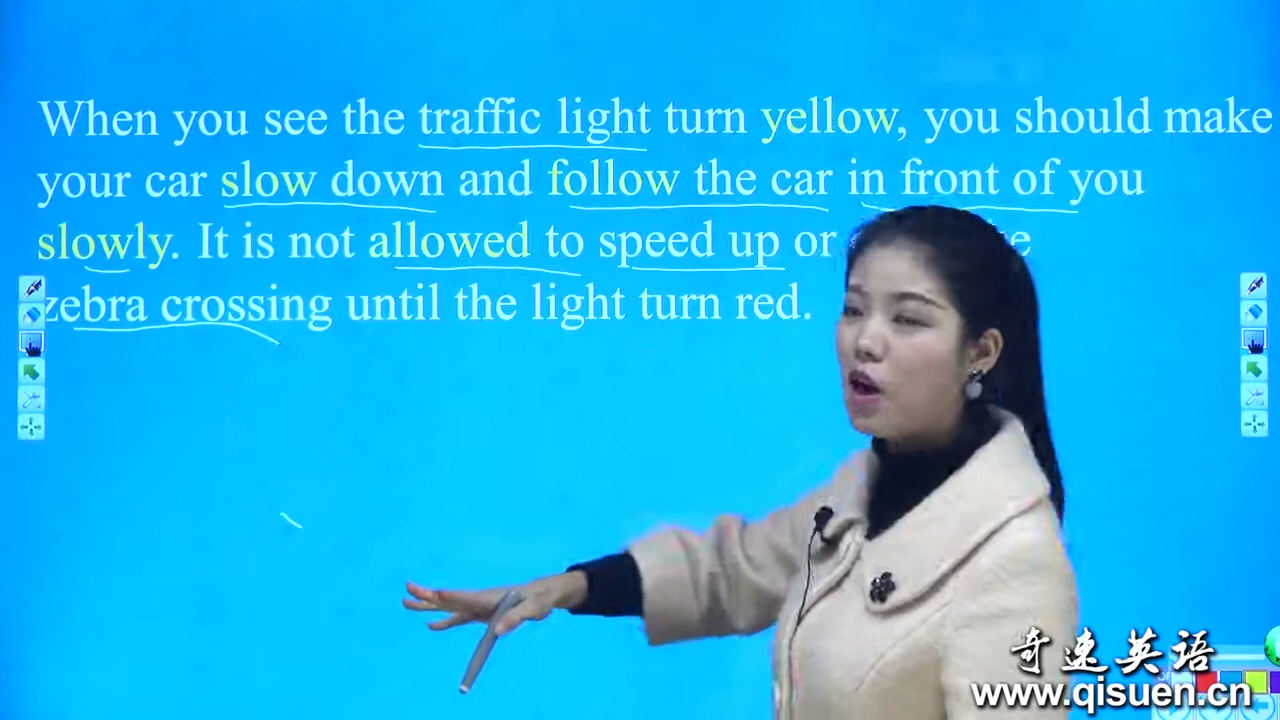 When you see the traffic light turn yellow, you should make
your car slow down and follow the car in front of you
slowly. It is not allowed to speed up or
zebra crossing until the light turn red.
奇速英语
www.qisuen.cn